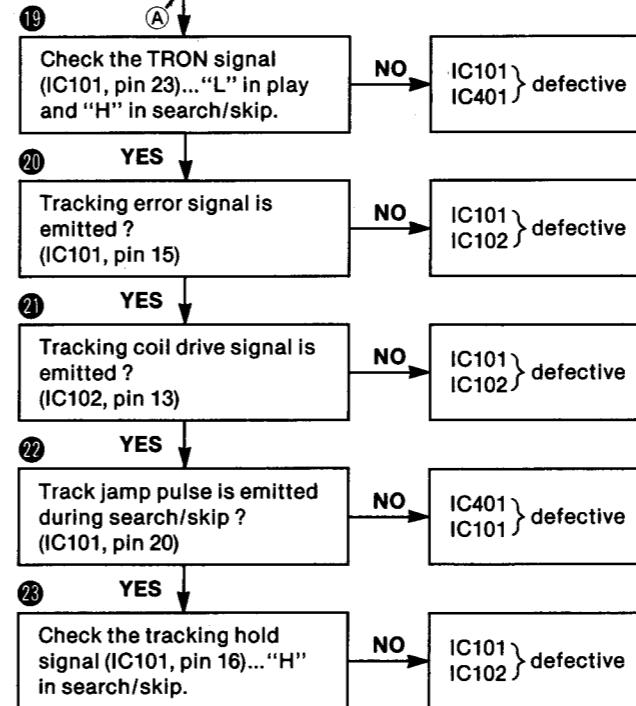 19
A
Check the TRON signal
(IC101, pin 23)..."L" in play
and "H" in search/skip.
NO
IC101
IC401
} defective
YES
20
Tracking error signal is
emitted ?
(IC101, pin 15)
NO
IC101
IC102
} defective
YES
21
Tracking coil drive signal is
emitted ?
(IC102, pin 13)
NO
IC101
IC102
} defective
YES
22
Track jamp pulse is emitted
during search/skip ?
(IC101, pin 20)
NO
IC401
IC101
} defective
YES
23
Check the tracking hold
signal (IC101, pin 16)..."H"
in search/skip.
NO
IC101
IC102
} defective